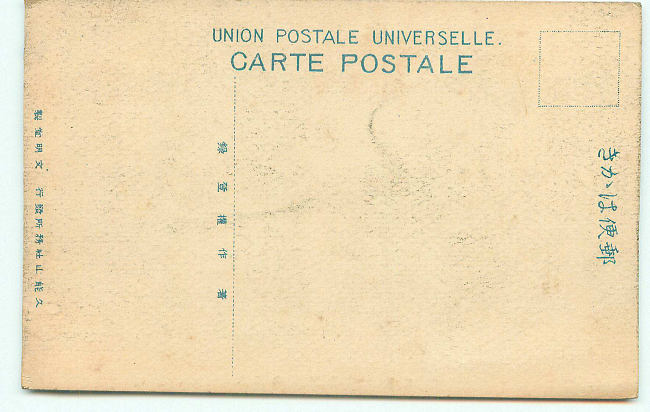 UNION POSTALE UNIVERSELLE.
CARTE POSTALE
郵便はがき
著作權登錄
久能山社務所發行 文明堂製